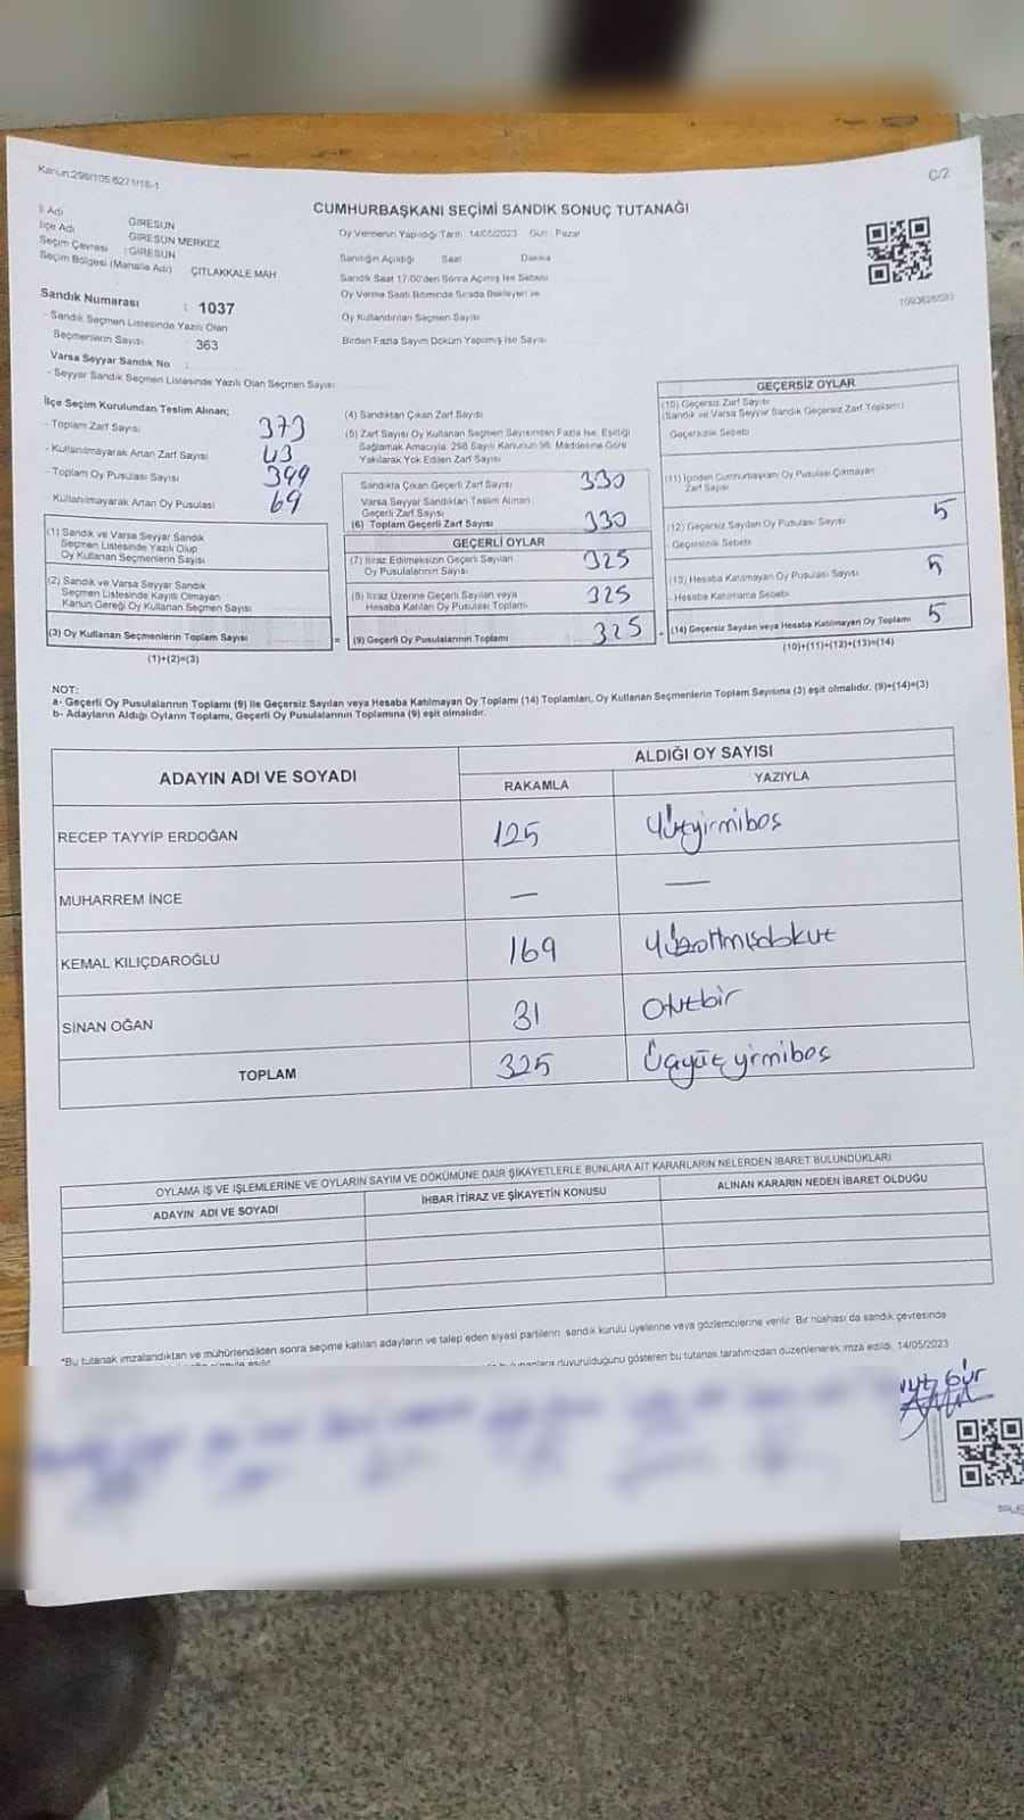 Kanun:298/105 6271/18-1
C/2
CUMHURBAŞKANI SEÇİMİ SANDIK SONUÇ TUTANAĞI
İl Adı GİRESUN
İlçe Adı GİRESUN MERKEZ
Seçim Çevresi : GİRESUN
Seçim Bölgesi (Mahalle Adı) ÇITLAKKALE MAH
Sandık Numarası : 1037
- Sandık Seçmen Listesinde Yazılı Olan
Seçmenlerin Sayısı 363
Varsa Seyyar Sandık No :
- Seyyar Sandık Seçmen Listesinde Yazılı Olan Seçmen Sayısı
Oy Vermenin Yapıldığı Tarih : 14/05/2023 Gün : Pazar
Sandığın Açıldığı Saat Dakika
Sandık Saat 17:00'den Sonra Açılmış İse Sebebi
Oy Verme Saati Bitiminde Sırada Bekleyen ve
Oy Kullandırılan Seçmen Sayısı
Birden Fazla Sayım Döküm Yapılmış İse Sayısı
İlçe Seçim Kurulundan Teslim Alınan;
- Toplam Zarf Sayısı 373
- Kullanılmayarak Artan Zarf Sayısı 43
- Toplam Oy Pusulası Sayısı 399
- Kullanılmayarak Artan Oy Pusulası 69
(1) Sandık ve Varsa Seyyar Sandık
Seçmen Listesinde Yazılı Olup
Oy Kullanan Seçmenlerin Sayısı
(2) Sandık ve Varsa Seyyar Sandık
Seçmen Listesinde Kayıtlı Olmayan
Kanun Gereği Oy Kullanan Seçmen Sayısı
(3) Oy Kullanan Seçmenlerin Toplam Sayısı
(1)+(2)=(3)
(4) Sandıktan Çıkan Zarf Sayısı
(5) Zarf Sayısı Oy Kullanan Seçmen Sayısından Fazla İse, Eşitliği
Sağlamak Amacıyla, 298 Sayılı Kanunun 98. Maddesine Göre
Yakılarak Yok Edilen Zarf Sayısı
Sandıkta Çıkan Geçerli Zarf Sayısı 330
Varsa Seyyar Sandıktan Teslim Alınan
Geçerli Zarf Sayısı
(6) Toplam Geçerli Zarf Sayısı 330
GEÇERLİ OYLAR
(7) İtiraz Edilmeksizin Geçerli Sayılan
Oy Pusulalarının Sayısı 325
(8) İtiraz Üzerine Geçerli Sayılan veya
Hesaba Katılan Oy Pusulası Toplamı 325
= (9) Geçerli Oy Pusulalarının Toplamı 325
GEÇERSİZ OYLAR
(10) Geçersiz Zarf Sayısı
(Sandık ve Varsa Seyyar Sandık Geçersiz Zarf Toplamı)
Geçersizlik Sebebi
(11) İçinden Cumhurbaşkanı Oy Pusulası Çıkmayan
Zarf Sayısı
(12) Geçersiz Sayılan Oy Pusulası Sayısı 5
- Geçersizlik Sebebi
(13) Hesaba Katılmayan Oy Pusulası Sayısı 5
- Hesaba Katılmama Sebebi
(14) Geçersiz Sayılan veya Hesaba Katılmayan Oy Toplamı 5
(10)+(11)+(12)+(13)=(14)
NOT:
a- Geçerli Oy Pusulalarının Toplamı (9) ile Geçersiz Sayılan veya Hesaba Katılmayan Oy Toplamı (14) Toplamları, Oy Kullanan Seçmenlerin Toplam Sayısına (3) eşit olmalıdır. (9)+(14)=(3)
b- Adayların Aldığı Oyların Toplamı, Geçerli Oy Pusulalarının Toplamına (9) eşit olmalıdır.
ADAYIN ADI VE SOYADI
ALDIĞI OY SAYISI
RAKAMLA YAZIYLA
RECEP TAYYİP ERDOĞAN 125 Yüzyirmibeş
MUHARREM İNCE — —
KEMAL KILIÇDAROĞLU 169 Yüzaltmışdokuz
SİNAN OĞAN 31 Otuzbir
TOPLAM 325 Üçyüz yirmibeş
OYLAMA İŞ VE İŞLEMLERİNE VE OYLARIN SAYIM VE DÖKÜMÜNE DAİR ŞİKAYETLERLE BUNLARA AİT KARARLARIN NELERDEN İBARET BULUNDUKLARI
ADAYIN ADI VE SOYADI İHBAR İTİRAZ VE ŞİKAYETİN KONUSU ALINAN KARARIN NEDEN İBARET OLDUĞU
*Bu tutanak imzalandıktan ve mühürlendikten sonra seçime katılan adayların ve talep eden siyasi partilerin sandık kurulu üyelerine veya gözlemcilerine verilir. Bir nüshası da sandık çevresinde
duyurulduğunu gösteren bu tutanak tarafımızdan düzenlenerek imza edildi. 14/05/2023